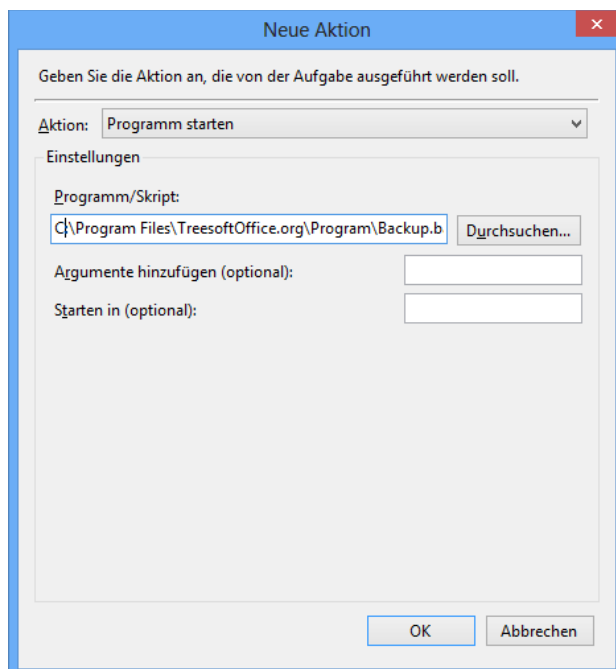 Neue Aktion
Geben Sie die Aktion an, die von der Aufgabe ausgeführt werden soll.
Aktion: Programm starten
Einstellungen
Programm/Skript:
C:\Program Files\TreesoftOffice.org\Program\Backup.b Durchsuchen...
Argumente hinzufügen (optional):
Starten in (optional):
OK Abbrechen